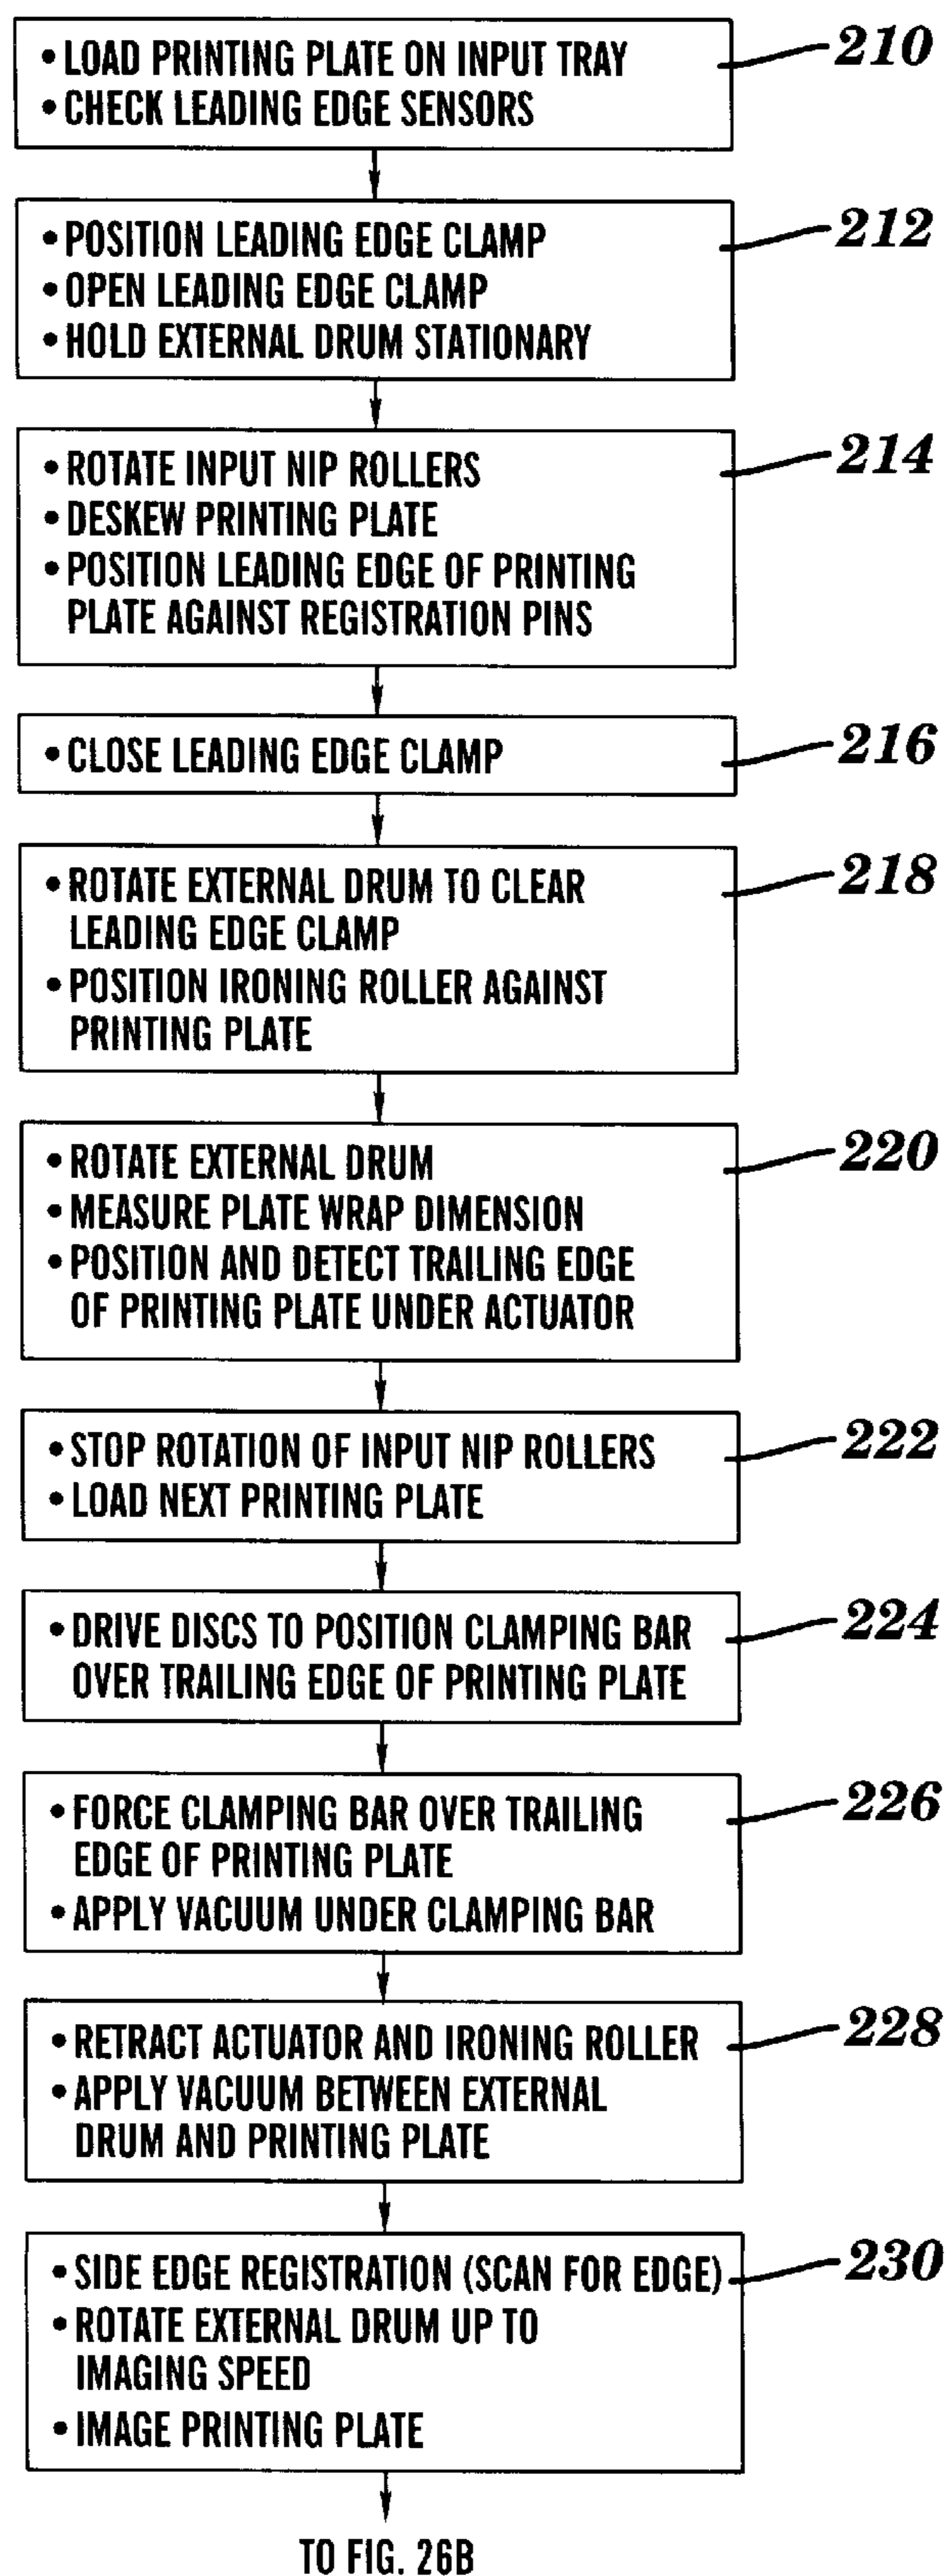 • LOAD PRINTING PLATE ON INPUT TRAY
• CHECK LEADING EDGE SENSORS
210
• POSITION LEADING EDGE CLAMP
• OPEN LEADING EDGE CLAMP
• HOLD EXTERNAL DRUM STATIONARY
212
• ROTATE INPUT NIP ROLLERS
• DESKEW PRINTING PLATE
• POSITION LEADING EDGE OF PRINTING
PLATE AGAINST REGISTRATION PINS
214
• CLOSE LEADING EDGE CLAMP
216
• ROTATE EXTERNAL DRUM TO CLEAR
LEADING EDGE CLAMP
• POSITION IRONING ROLLER AGAINST
PRINTING PLATE
218
• ROTATE EXTERNAL DRUM
• MEASURE PLATE WRAP DIMENSION
• POSITION AND DETECT TRAILING EDGE
OF PRINTING PLATE UNDER ACTUATOR
220
• STOP ROTATION OF INPUT NIP ROLLERS
• LOAD NEXT PRINTING PLATE
222
• DRIVE DISCS TO POSITION CLAMPING BAR
OVER TRAILING EDGE OF PRINTING PLATE
224
• FORCE CLAMPING BAR OVER TRAILING
EDGE OF PRINTING PLATE
• APPLY VACUUM UNDER CLAMPING BAR
226
• RETRACT ACTUATOR AND IRONING ROLLER
• APPLY VACUUM BETWEEN EXTERNAL
DRUM AND PRINTING PLATE
228
• SIDE EDGE REGISTRATION (SCAN FOR EDGE)
• ROTATE EXTERNAL DRUM UP TO
IMAGING SPEED
• IMAGE PRINTING PLATE
230
TO FIG. 26B